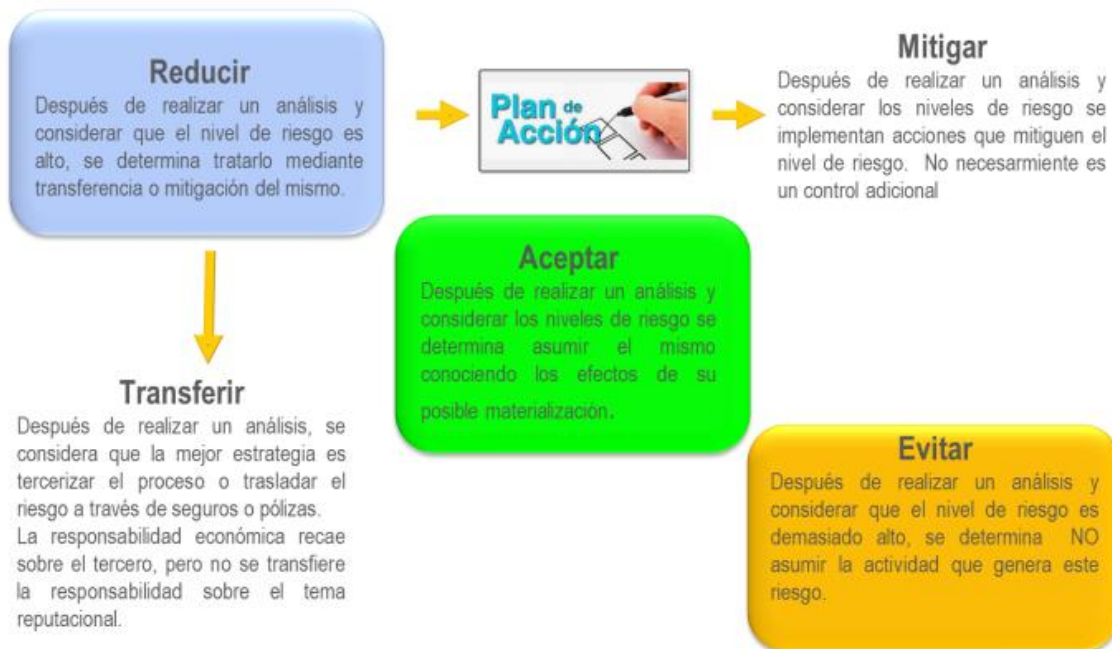 Reducir
Después de realizar un análisis y
considerar que el nivel de riesgo es
alto, se determina tratarlo mediante
transferencia o mitigación del mismo.
Plan de
Acción
Mitigar
Después de realizar un análisis y
considerar los niveles de riesgo se
implementan acciones que mitiguen el
nivel de riesgo. No necesarmiente es
un control adicional
Aceptar
Después de realizar un análisis y
considerar los niveles de riesgo se
determina asumir el mismo
conociendo los efectos de su
posible materialización.
Transferir
Después de realizar un análisis, se
considera que la mejor estrategia es
tercerizar el proceso o trasladar el
riesgo a través de seguros o pólizas.
La responsabilidad económica recae
sobre el tercero, pero no se transfiere
la responsabilidad sobre el tema
reputacional.
Evitar
Después de realizar un análisis y
considerar que el nivel de riesgo es
demasiado alto, se determina NO
asumir la actividad que genera este
riesgo.